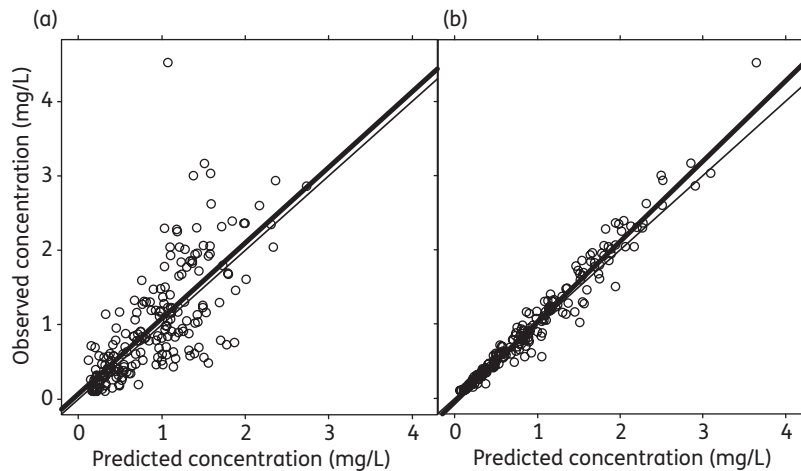 (a)
(b)
Observed concentration (mg/L)
4
3
2
1
0
0 1 2 3 4
0 1 2 3 4
Predicted concentration (mg/L)
Predicted concentration (mg/L)